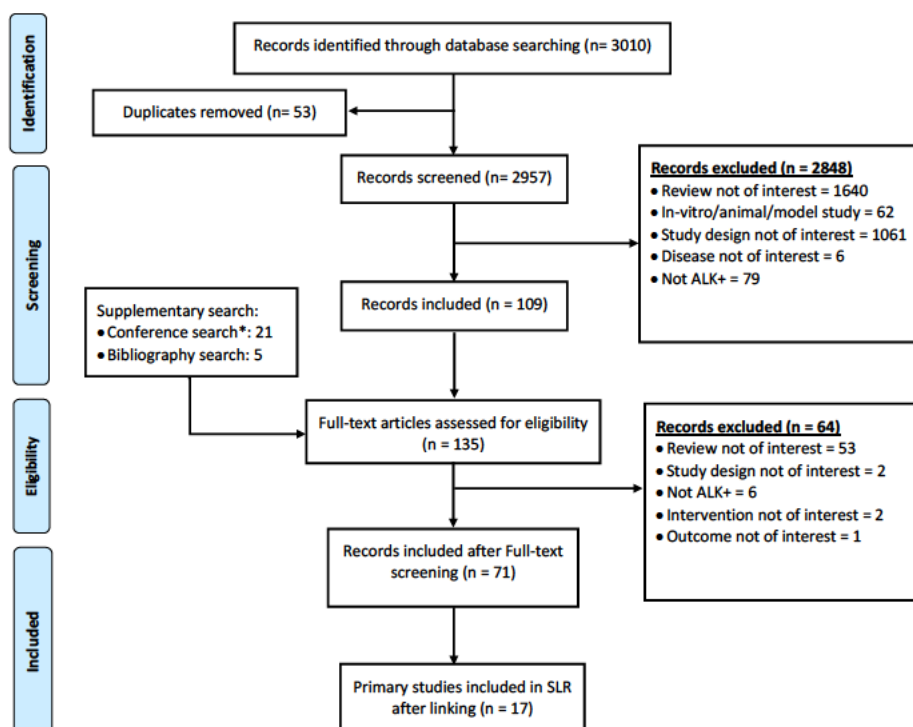 Identification
Records identified through database searching (n= 3010)
Duplicates removed (n= 53)
Screening
Records screened (n= 2957)
Records excluded (n = 2848)
• Review not of interest = 1640
• In-vitro/animal/model study = 62
• Study design not of interest = 1061
• Disease not of interest = 6
• Not ALK+ = 79
Records included (n = 109)
Supplementary search:
• Conference search*: 21
• Bibliography search: 5
Eligibility
Full-text articles assessed for eligibility
(n = 135)
Records excluded (n = 64)
• Review not of interest = 53
• Study design not of interest = 2
• Not ALK+ = 6
• Intervention not of interest = 2
• Outcome not of interest = 1
Included
Records included after Full-text
screening (n = 71)
Primary studies included in SLR
after linking (n = 17)